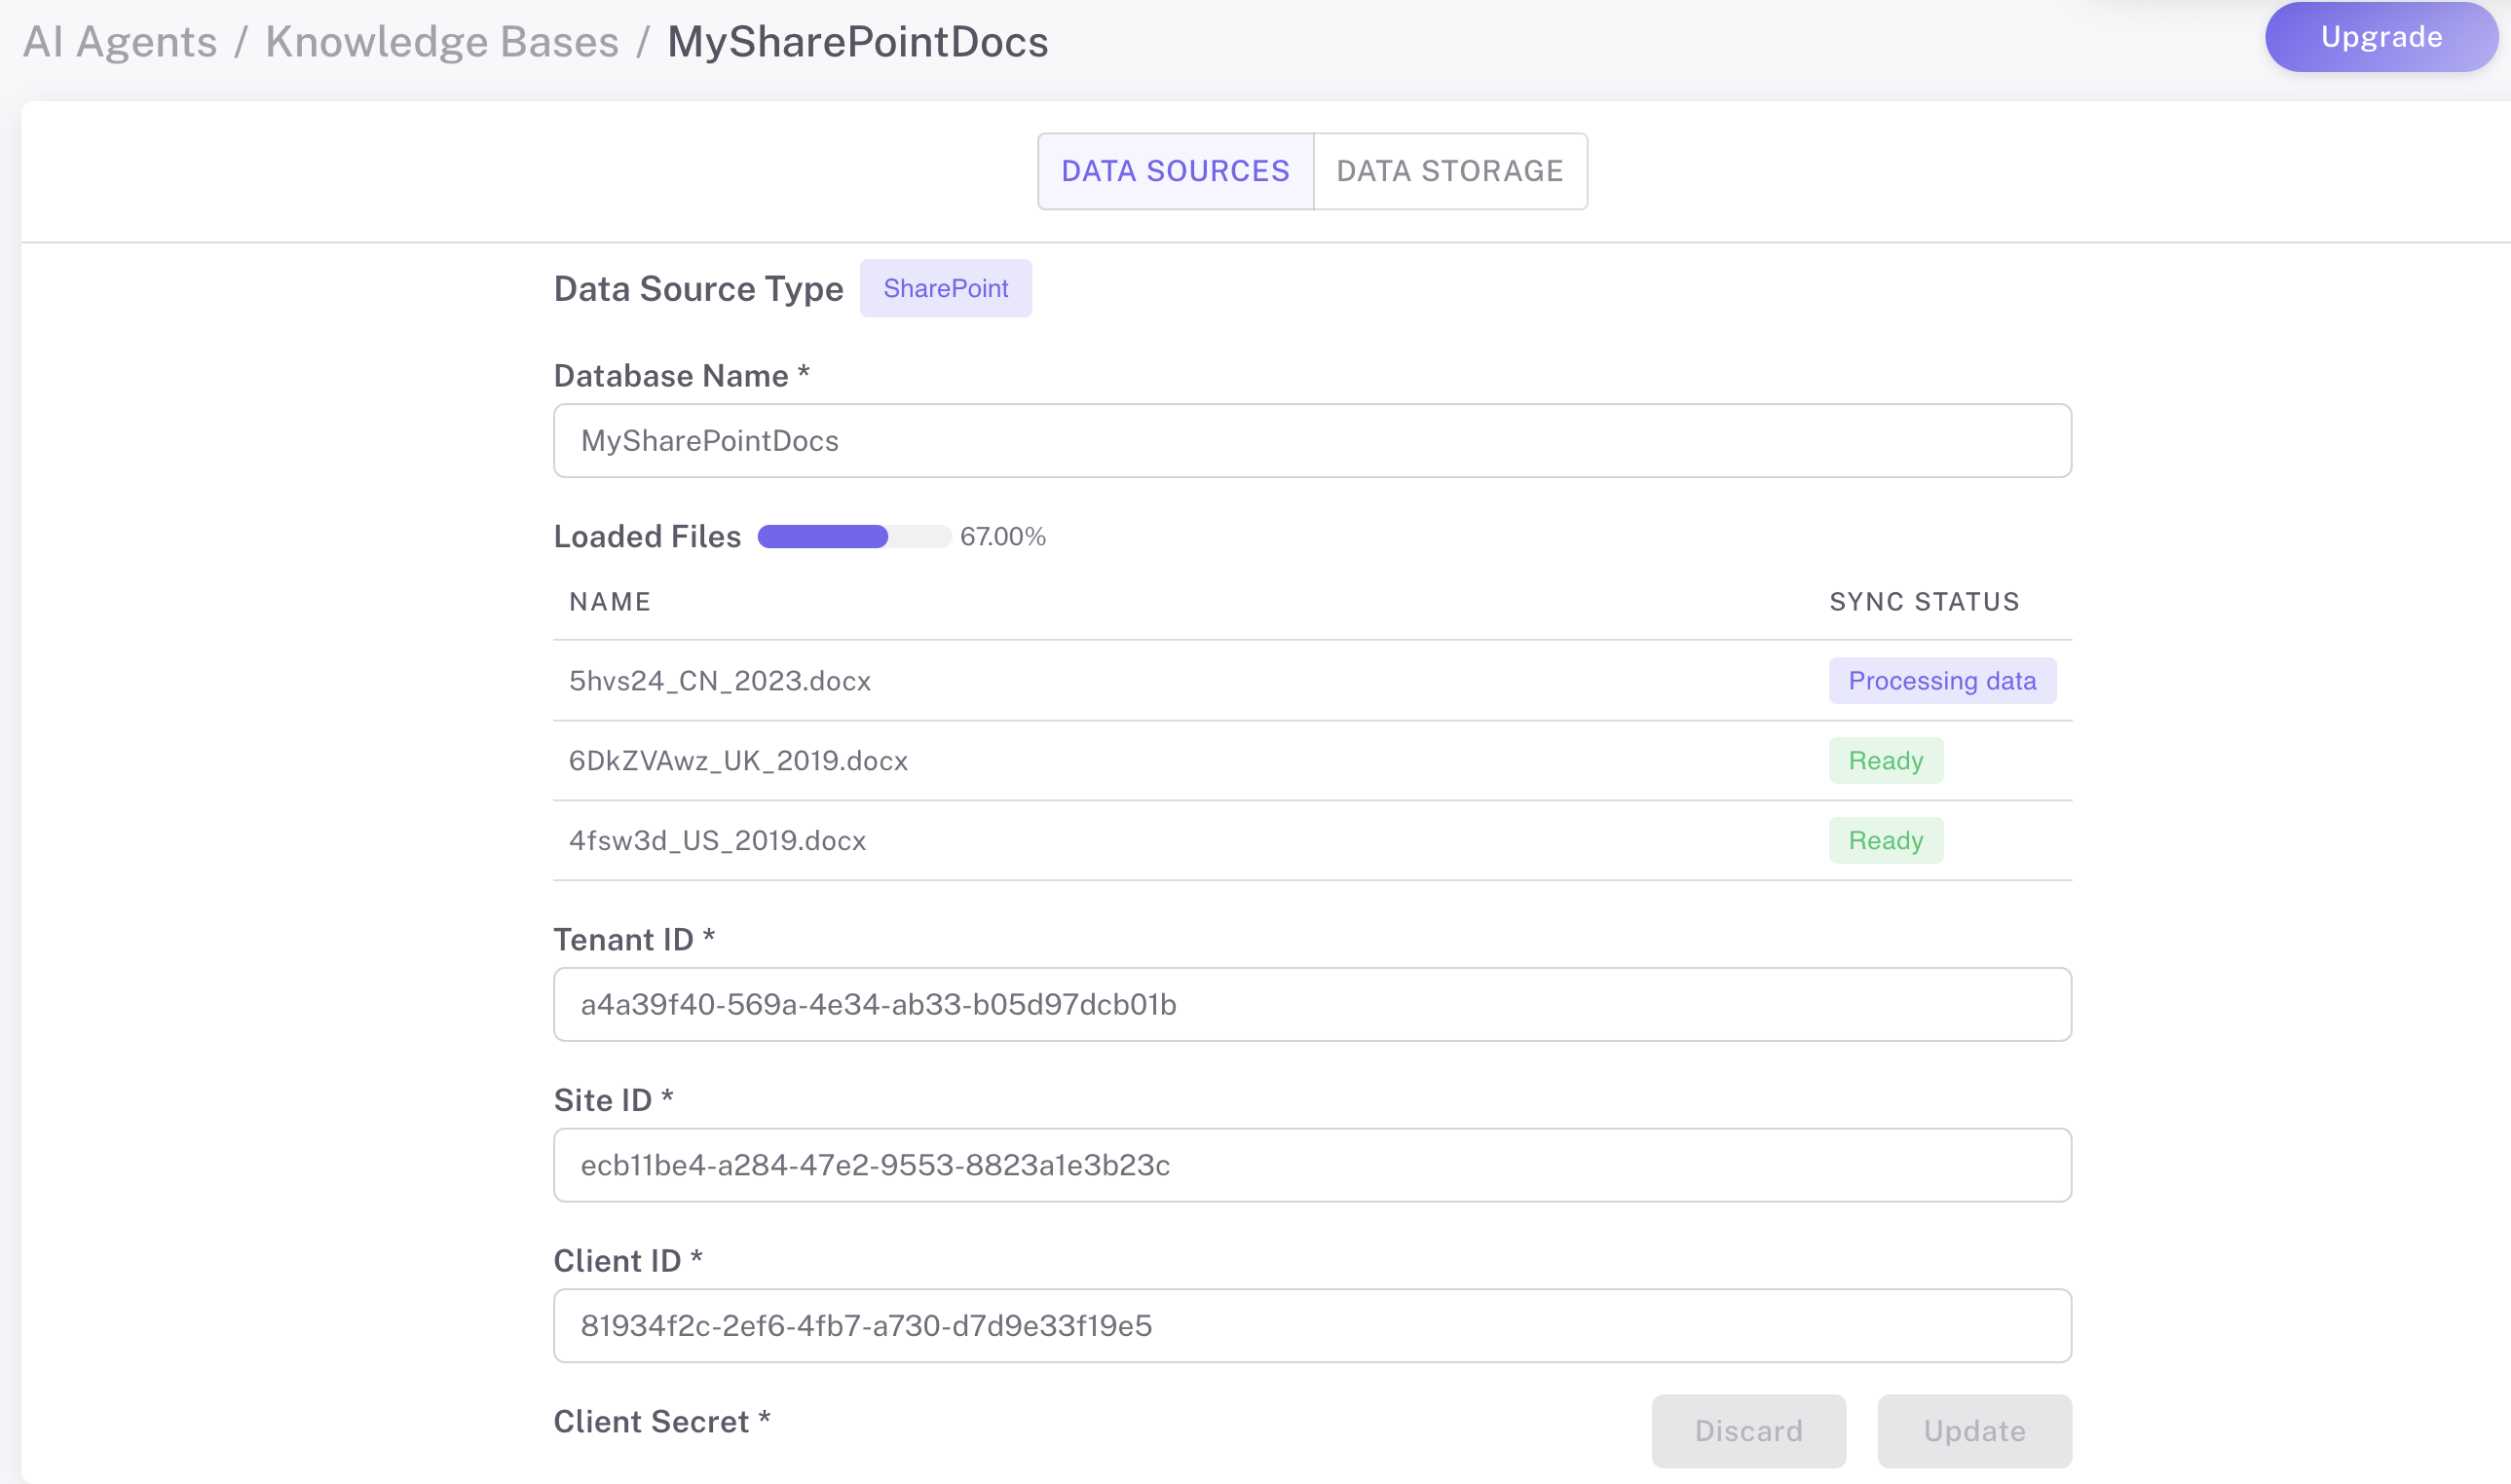 AI Agents / Knowledge Bases / MySharePointDocs
Upgrade
DATA SOURCES
DATA STORAGE
Data Source Type SharePoint
Database Name *
MySharePointDocs
Loaded Files 67.00%
NAME SYNC STATUS
5hvs24_CN_2023.docx Processing data
6DkZVAwz_UK_2019.docx Ready
4fsw3d_US_2019.docx Ready
Tenant ID *
a4a39f40-569a-4e34-ab33-b05d97dcb01b
Site ID *
ecb11be4-a284-47e2-9553-8823a1e3b23c
Client ID *
81934f2c-2ef6-4fb7-a730-d7d9e33f19e5
Client Secret *
Discard
Update